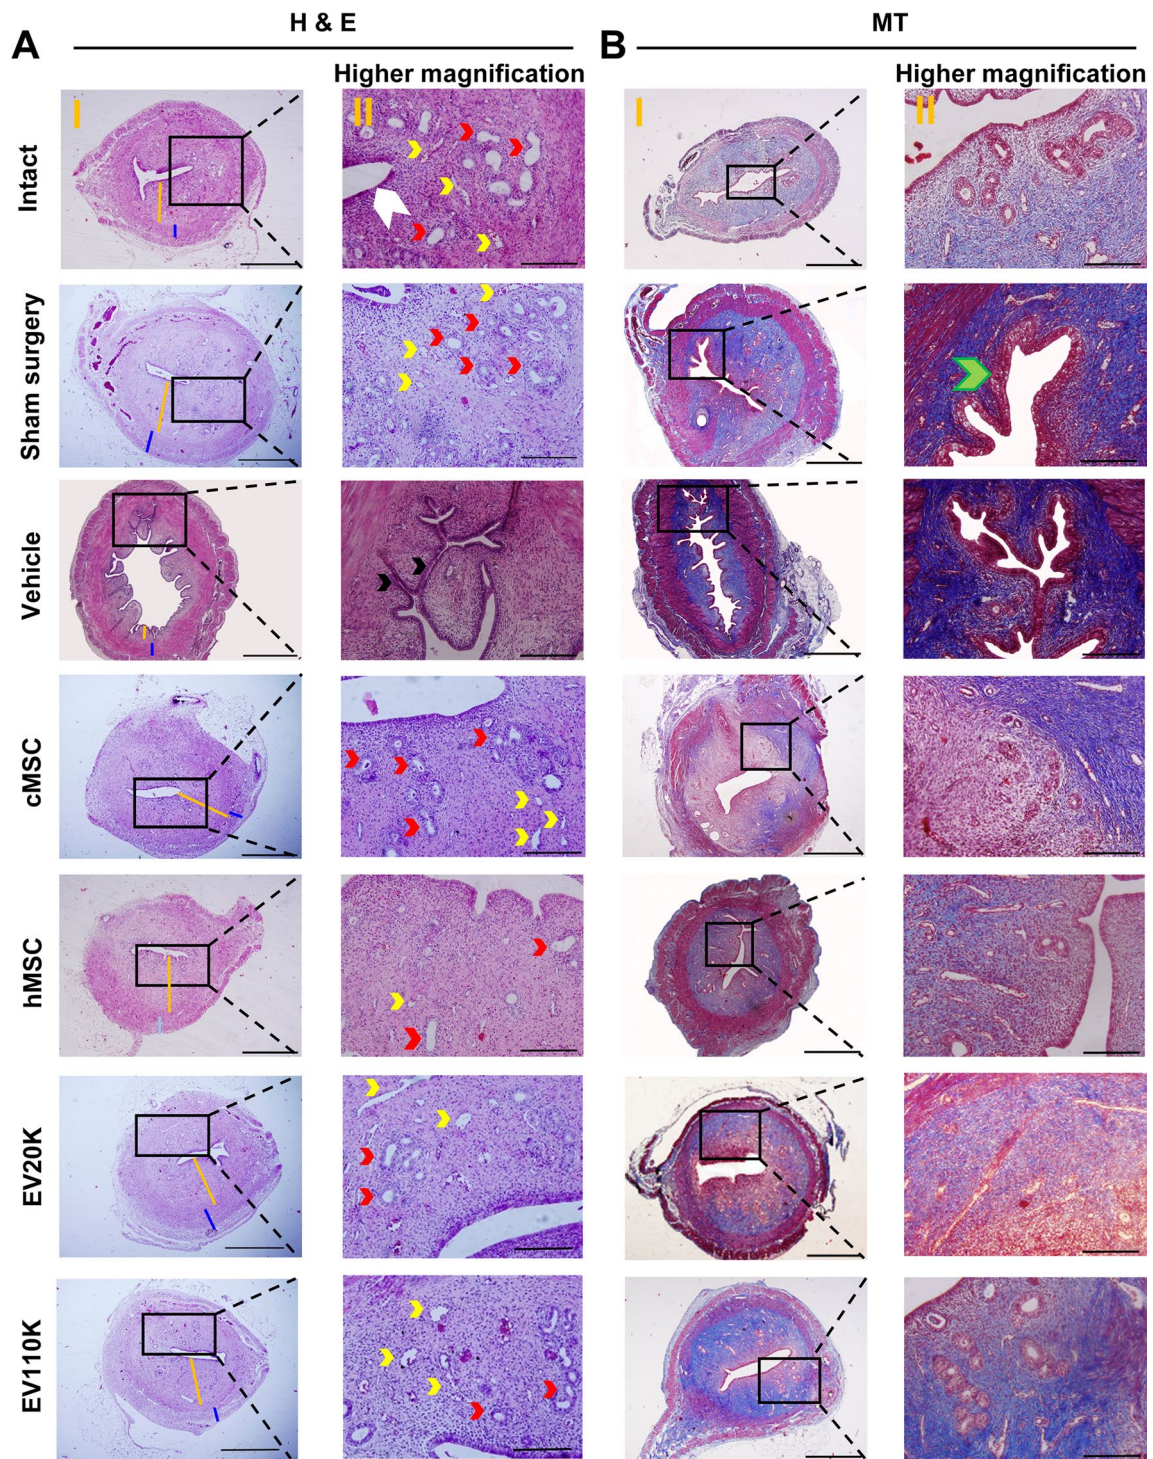 A
H & E
B
MT
Higher magnification
Higher magnification
I
II
I
II
Intact
Sham surgery
Vehicle
cMSC
hMSC
EV20K
EV110K